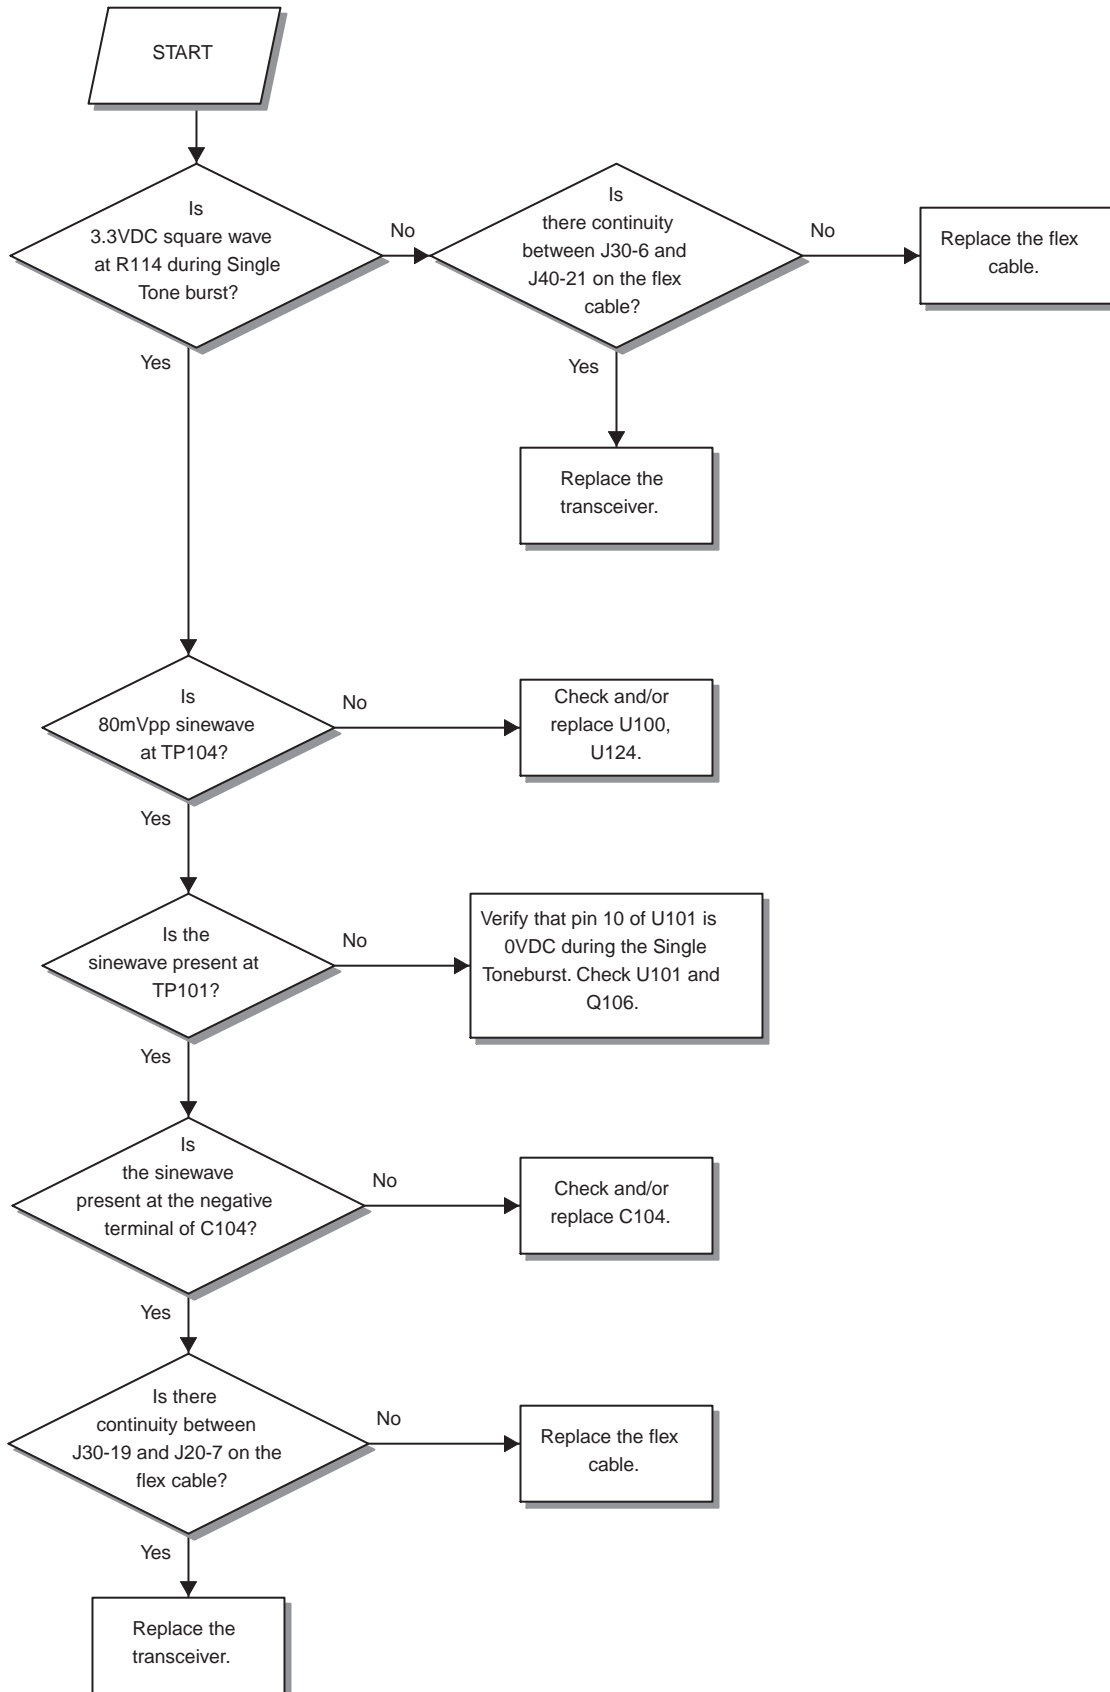 START
Is
3.3VDC square wave
at R114 during Single
Tone burst?
No
Is
there continuity
between J30-6 and
J40-21 on the flex
cable?
No
Replace the flex
cable.
Yes
Yes
Replace the
transceiver.
Is
80mVpp sinewave
at TP104?
No
Check and/or
replace U100,
U124.
Yes
Is the
sinewave present at
TP101?
No
Verify that pin 10 of U101 is
0VDC during the Single
Toneburst. Check U101 and
Q106.
Yes
Is
the sinewave
present at the negative
terminal of C104?
No
Check and/or
replace C104.
Yes
Is there
continuity between
J30-19 and J20-7 on the
flex cable?
No
Replace the flex
cable.
Yes
Replace the
transceiver.